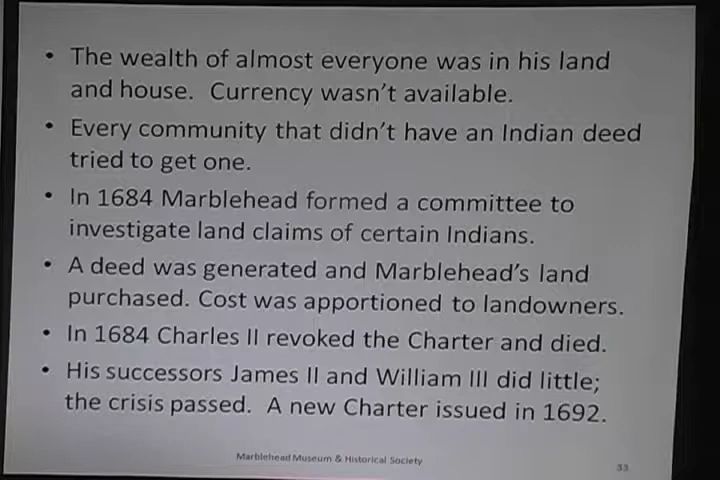 • The wealth of almost everyone was in his land
and house.  Currency wasn't available.
• Every community that didn't have an Indian deed
tried to get one.
• In 1684 Marblehead formed a committee to
investigate land claims of certain Indians.
• A deed was generated and Marblehead's land
purchased. Cost was apportioned to landowners.
• In 1684 Charles II revoked the Charter and died.
• His successors James II and William III did little;
the crisis passed.  A new Charter issued in 1692.
Marblehead Museum & Historical Society
33